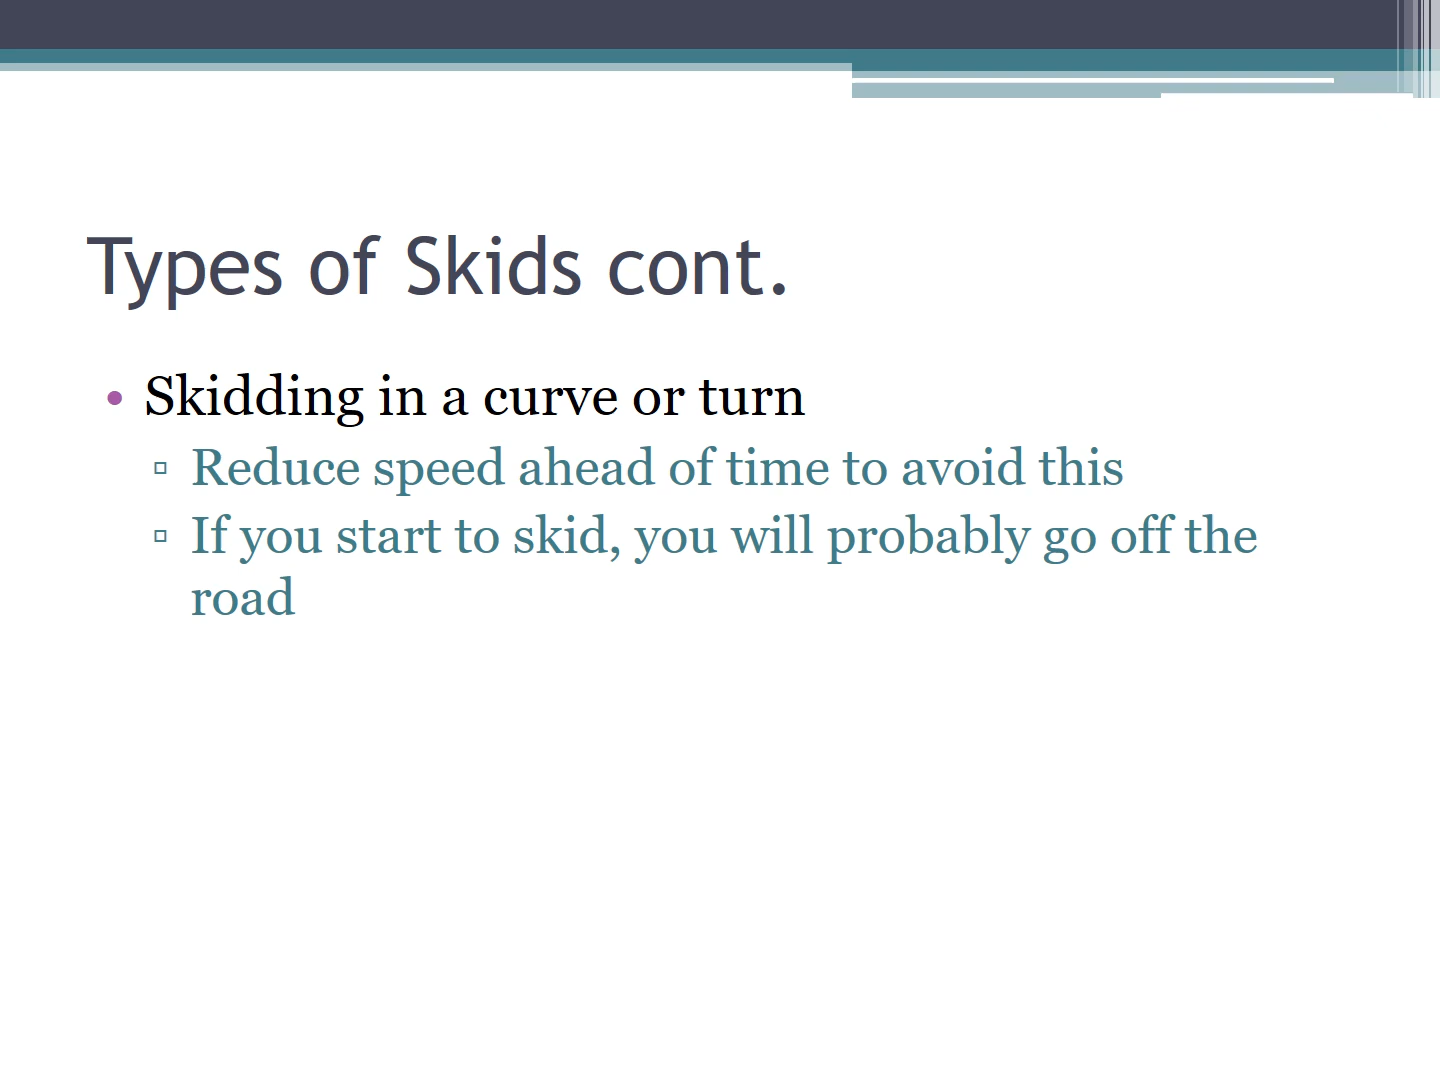 Types of Skids cont.
• Skidding in a curve or turn
▫ Reduce speed ahead of time to avoid this
▫ If you start to skid, you will probably go off the
road